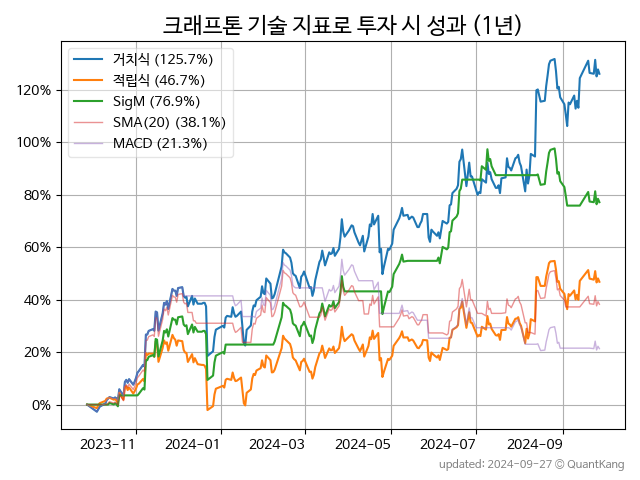 크래프톤 기술 지표로 투자 시 성과 (1년)
거치식 (125.7%)
적립식 (46.7%)
SigM (76.9%)
SMA(20) (38.1%)
MACD (21.3%)
120%
100%
80%
60%
40%
20%
0%
2023-11 2024-01 2024-03 2024-05 2024-07 2024-09
updated: 2024-09-27 © QuantKang